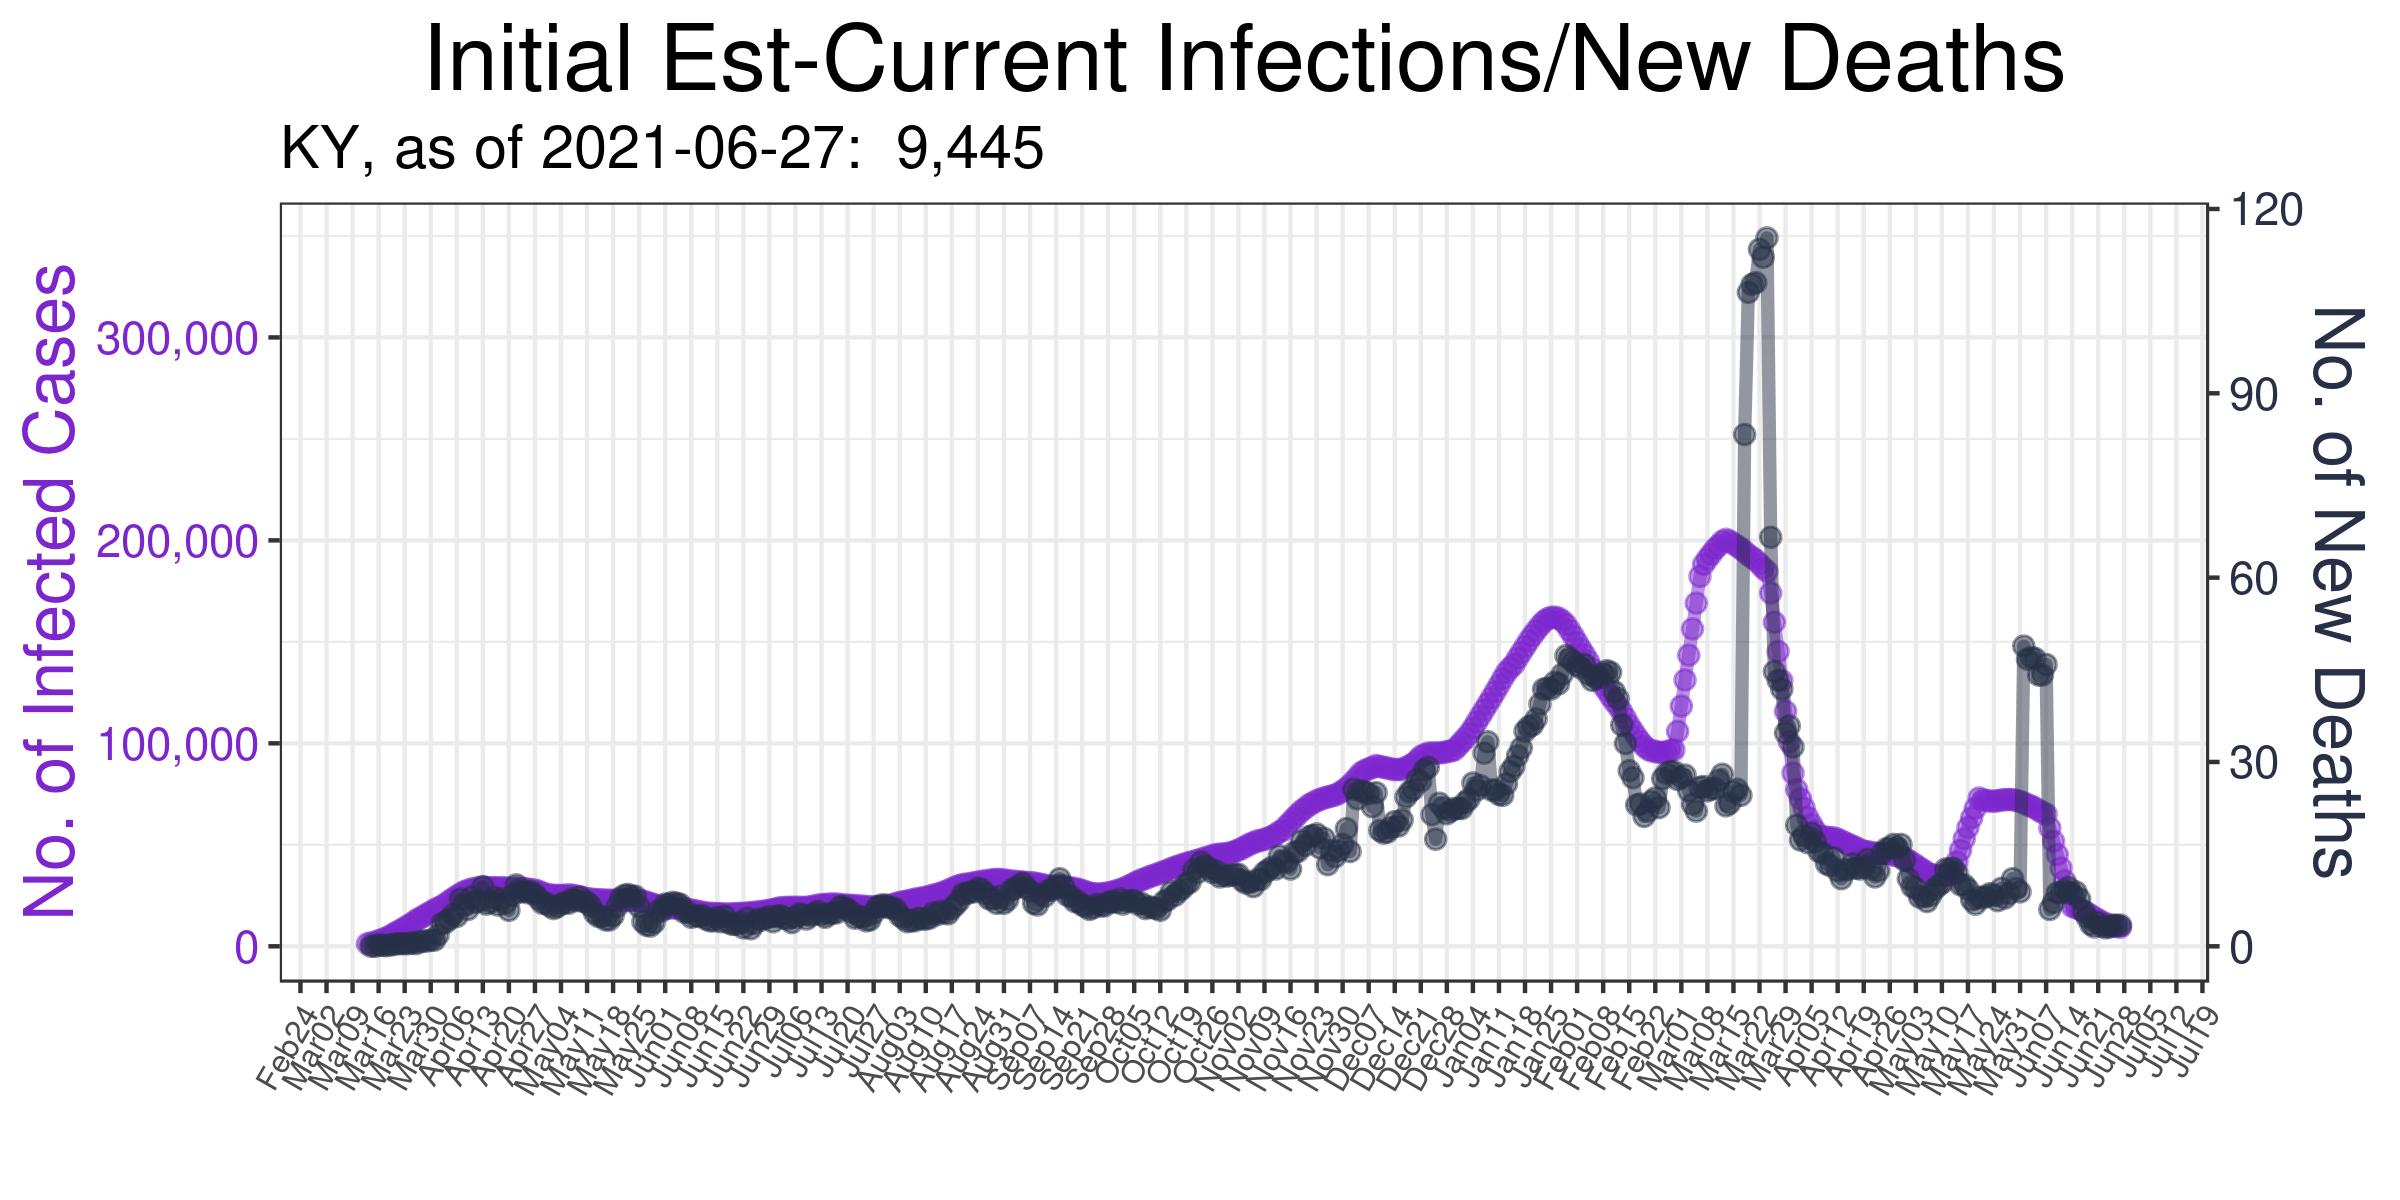 Initial Est-Current Infections/New Deaths
KY, as of 2021-06-27:  9,445
No. of Infected Cases
300,000
200,000
100,000
0
120
90
60
30
0
No. of New Deaths
Feb24
Mar02
Mar09
Mar16
Mar23
Mar30
Apr06
Apr13
Apr20
Apr27
May04
May11
May18
May25
Jun01
Jun08
Jun15
Jun22
Jun29
Jul06
Jul13
Jul20
Jul27
Aug03
Aug10
Aug17
Aug24
Aug31
Sep07
Sep14
Sep21
Sep28
Oct05
Oct12
Oct19
Oct26
Nov02
Nov09
Nov16
Nov23
Nov30
Dec07
Dec14
Dec21
Dec28
Jan04
Jan11
Jan18
Jan25
Feb01
Feb08
Feb15
Feb22
Mar01
Mar08
Mar15
Mar22
Mar29
Apr05
Apr12
Apr19
Apr26
May03
May10
May17
May24
May31
Jun07
Jun14
Jun21
Jun28
Jul05
Jul12
Jul19